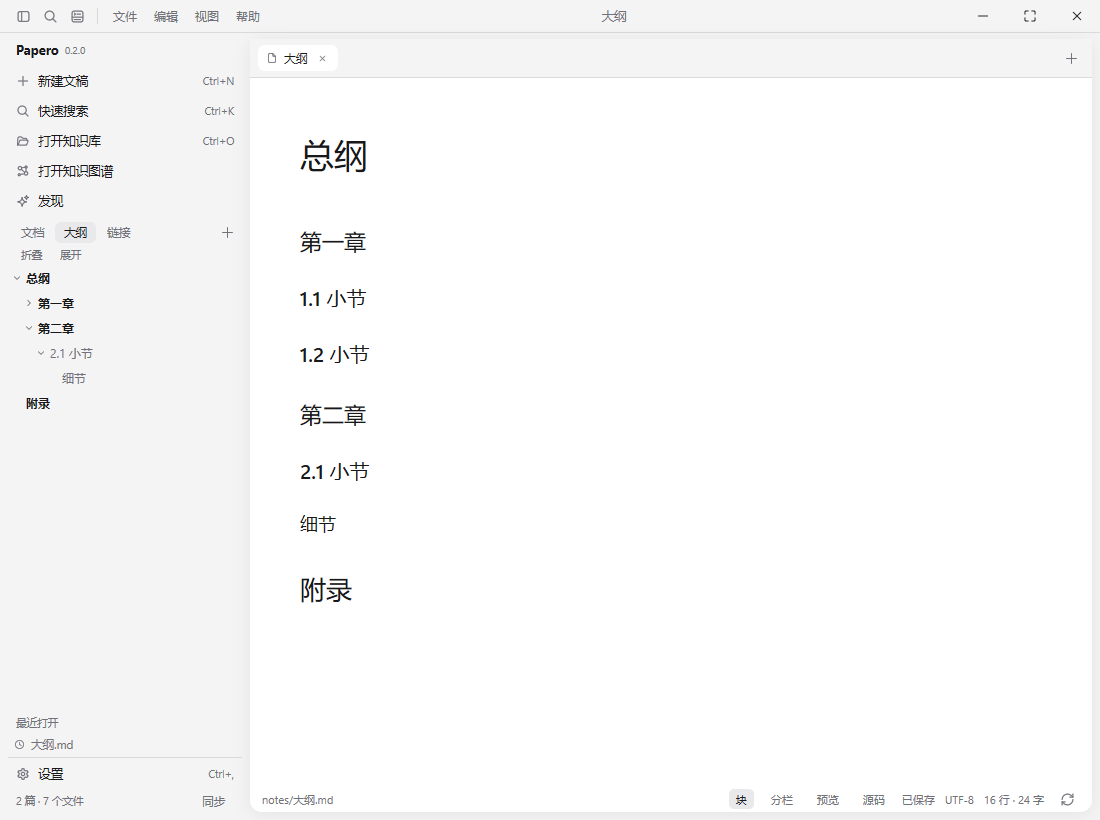 文件 编辑 视图 帮助 大纲
Papero 0.2.0
新建文稿 Ctrl+N
快速搜索 Ctrl+K
打开知识库 Ctrl+O
打开知识图谱
发现
文档 大纲 链接
折叠 展开
总纲
第一章
第二章
2.1 小节
细节
附录
最近打开
大纲.md
设置 Ctrl+,
2 篇 · 7 个文件 同步
大纲
总纲
第一章
1.1 小节
1.2 小节
第二章
2.1 小节
细节
附录
notes/大纲.md 块 分栏 预览 源码 已保存 UTF-8 16 行 · 24 字